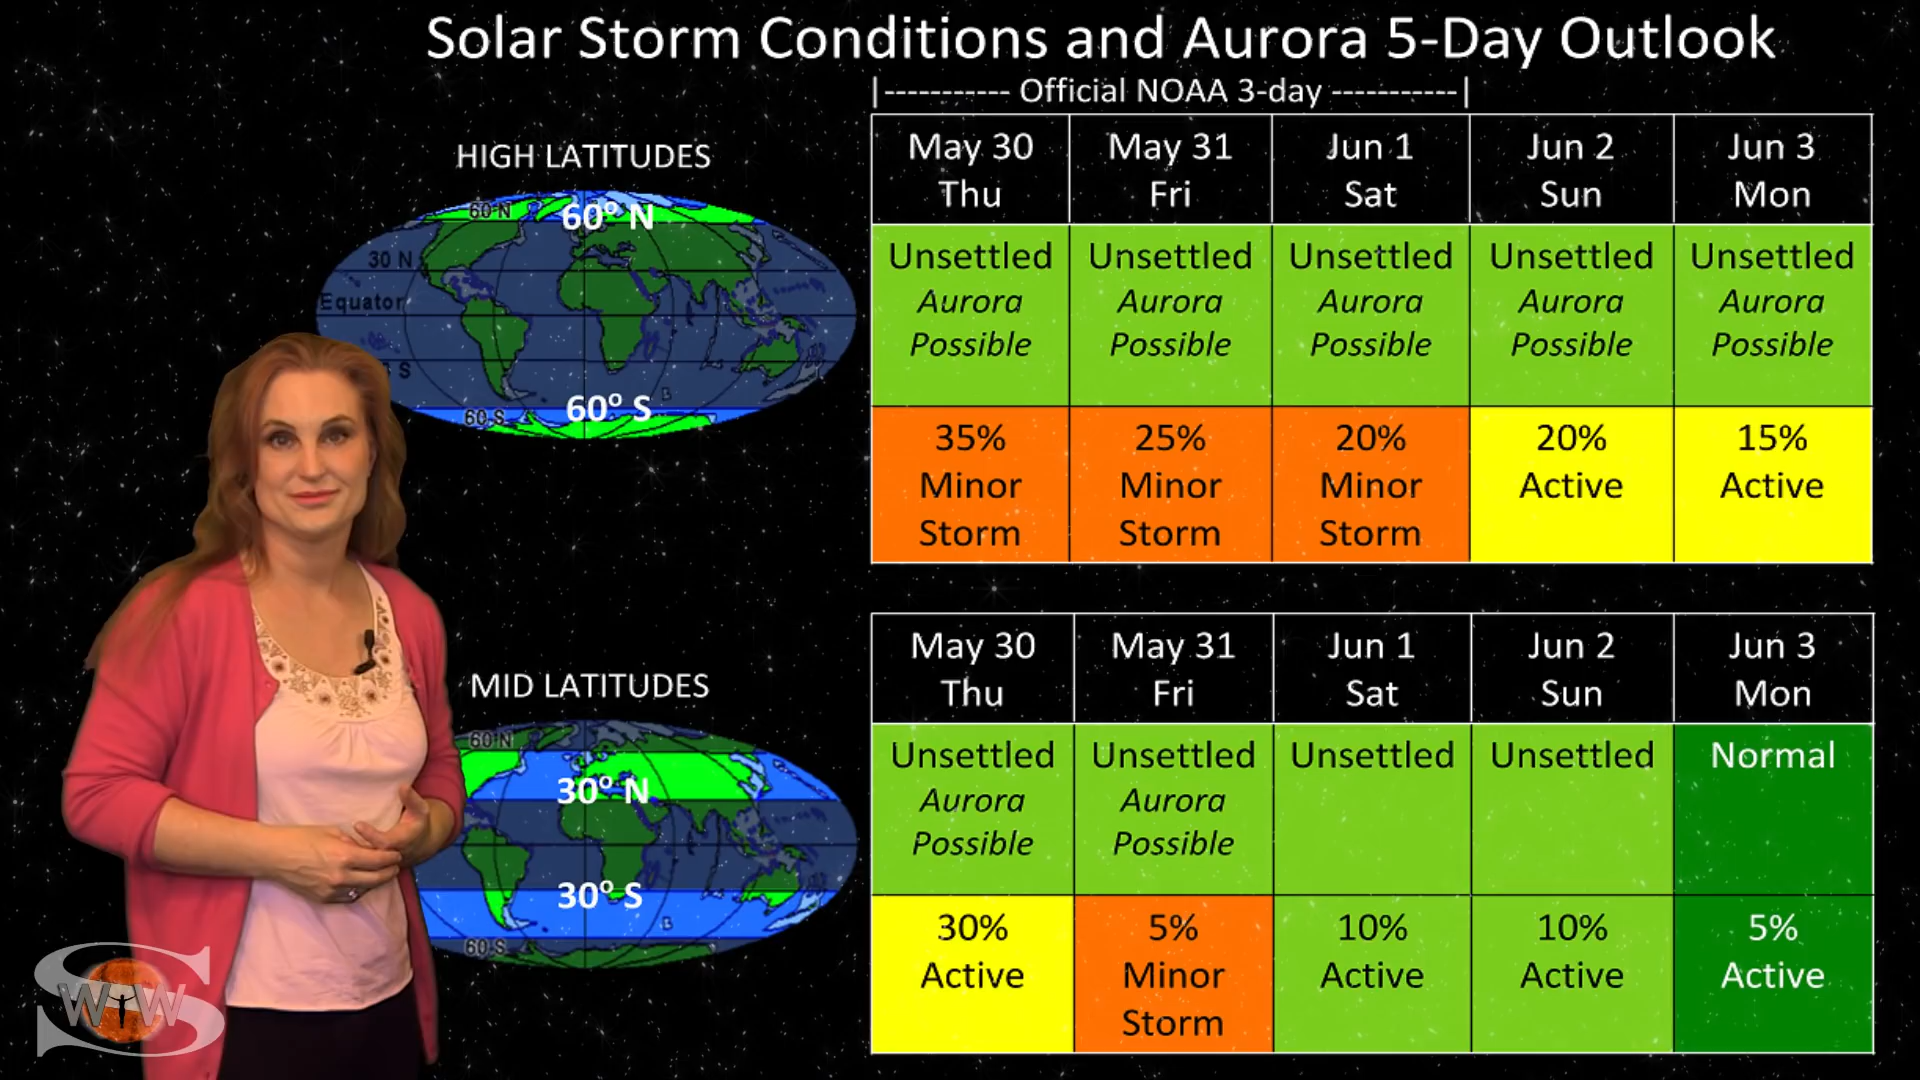 Solar Storm Conditions and Aurora 5-Day Outlook
|----------- Official NOAA 3-day -----------|
HIGH LATITUDES
May 30 May 31 Jun 1 Jun 2 Jun 3
Thu Fri Sat Sun Mon
60 N 60º N
30 N
Equator
S
60 S 60º S
Unsettled Unsettled Unsettled Unsettled Unsettled
Aurora Aurora Aurora Aurora Aurora
Possible Possible Possible Possible Possible
35% 25% 20% 20% 15%
Minor Minor Minor Active Active
Storm Storm Storm
MID LATITUDES
May 30 May 31 Jun 1 Jun 2 Jun 3
Thu Fri Sat Sun Mon
60 N
30º N
30º S
60 S
Unsettled Unsettled Unsettled Unsettled Normal
Aurora Aurora
Possible Possible
30% 5% 10% 10% 5%
Active Minor Active Active Active
Storm
S
WTW